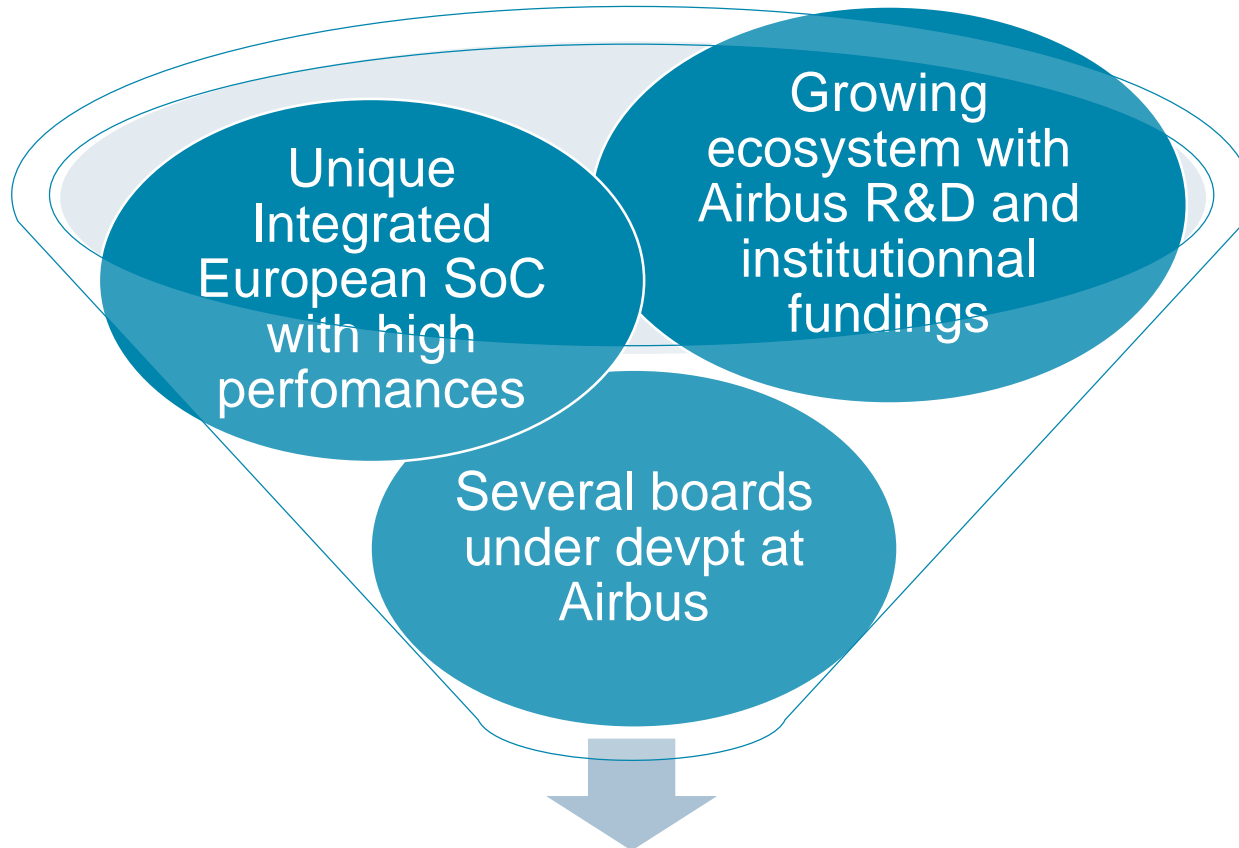 Unique
Integrated
European SoC
with high
perfomances
Growing
ecosystem with
Airbus R&D and
institutionnal
fundings
Several boards
under devpt at
Airbus